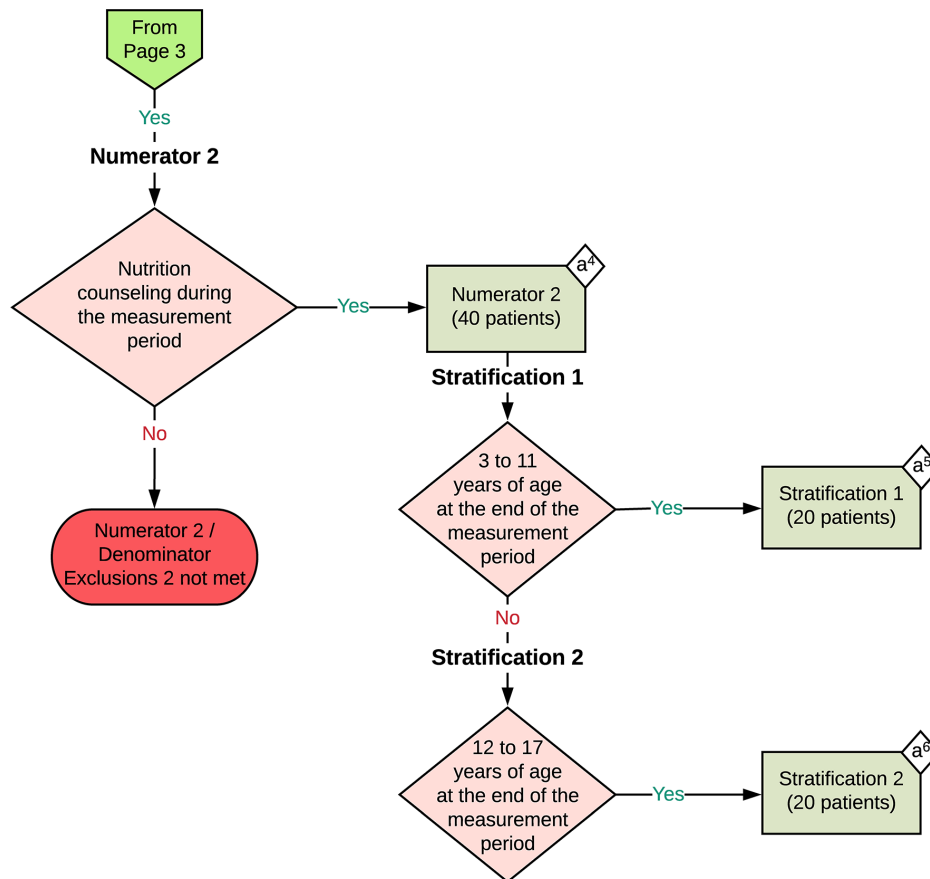 From
Page 3
Yes
Numerator 2
Nutrition
counseling during
the measurement
period
Yes
Numerator 2
(40 patients)
a⁴
No
Numerator 2 /
Denominator
Exclusions 2 not met
Stratification 1
3 to 11
years of age
at the end of the
measurement
period
Yes
Stratification 1
(20 patients)
a⁵
No
Stratification 2
12 to 17
years of age
at the end of the
measurement
period
Yes
Stratification 2
(20 patients)
a⁶